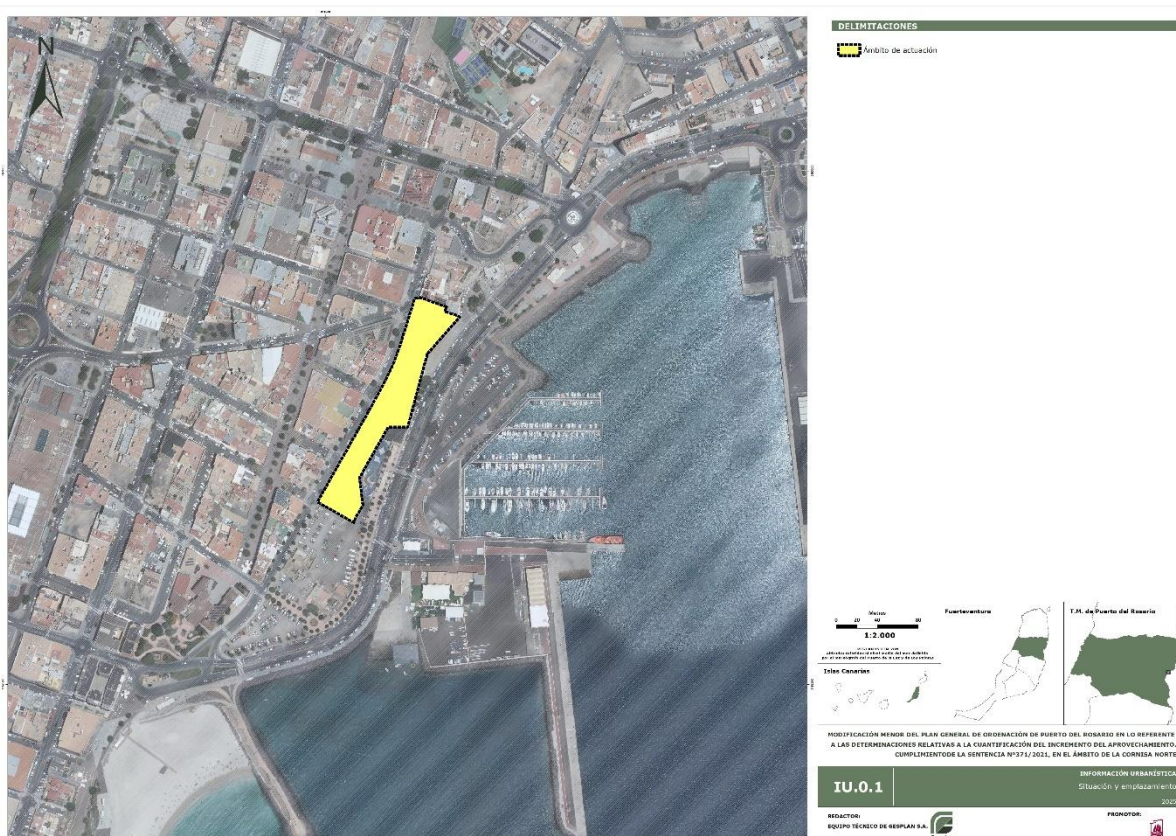 N
DELIMITACIONES
Ámbito de actuación
Metros
0 20 40 80
1:2.000
Fuerteventura
T.M. de Puerto del Rosario
Islas Canarias
MODIFICACIÓN MENOR DEL PLAN GENERAL DE ORDENACIÓN DE PUERTO DEL ROSARIO EN LO REFERENTE
A LAS DETERMINACIONES RELATIVAS A LA CUANTIFICACIÓN DEL INCREMENTO DEL APROVECHAMIENTO.
CUMPLIMIENTODE LA SENTENCIA Nº371/2021, EN EL ÁMBITO DE LA CORNISA NORTE
IU.0.1
INFORMACIÓN URBANÍSTICA
Situación y emplazamiento
REDACTOR:
EQUIPO TÉCNICO DE GESPLAN S.A.
PROMOTOR: